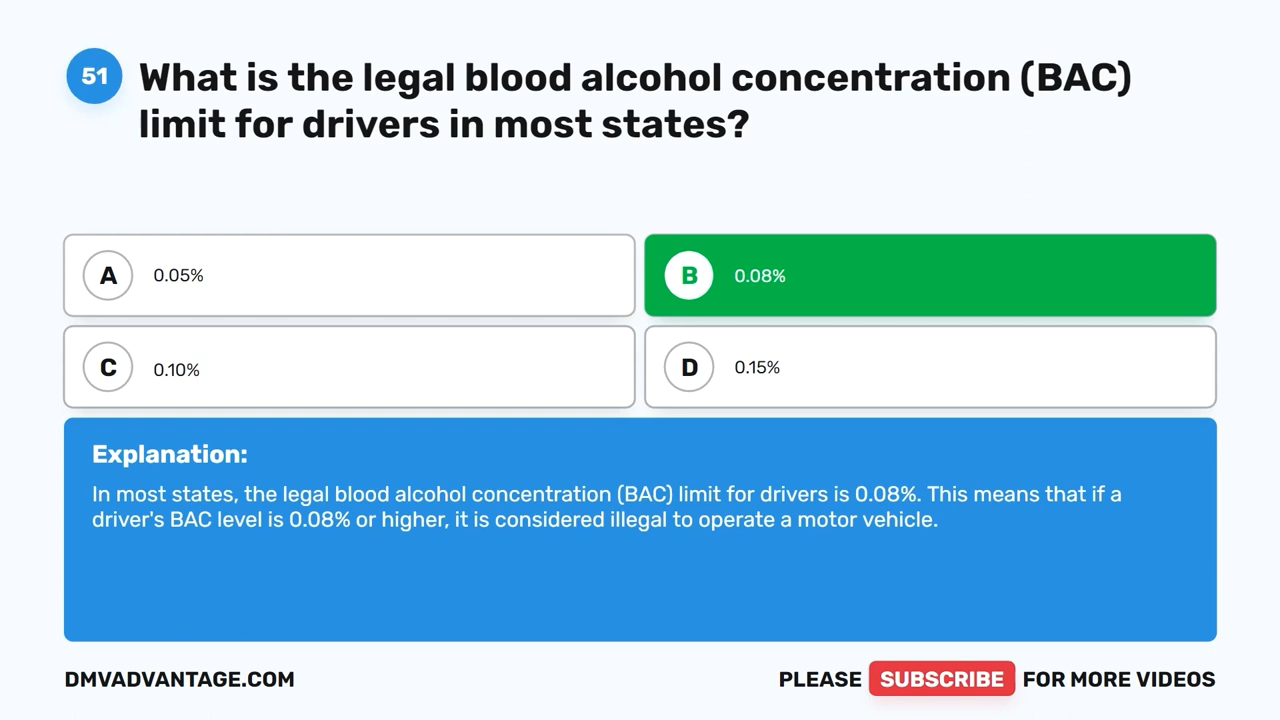 51
What is the legal blood alcohol concentration (BAC)
limit for drivers in most states?
A 0.05%
B 0.08%
C 0.10%
D 0.15%
Explanation:
In most states, the legal blood alcohol concentration (BAC) limit for drivers is 0.08%. This means that if a
driver's BAC level is 0.08% or higher, it is considered illegal to operate a motor vehicle.
DMVADVANTAGE.COM
PLEASE SUBSCRIBE FOR MORE VIDEOS